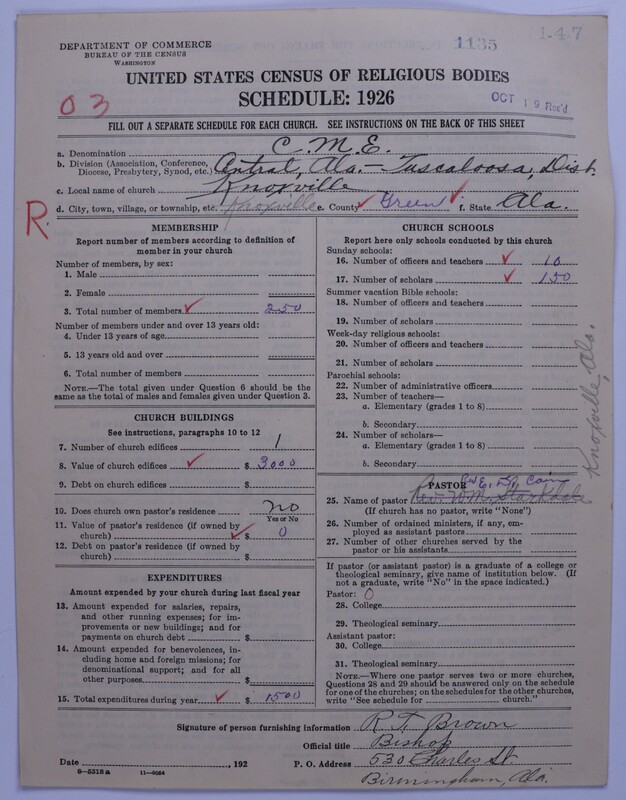 DEPARTMENT OF COMMERCE
BUREAU OF THE CENSUS
WASHINGTON
1135
147
UNITED STATES CENSUS OF RELIGIOUS BODIES
SCHEDULE: 1926
03
OCT 19 Rec'd
FILL OUT A SEPARATE SCHEDULE FOR EACH CHURCH. SEE INSTRUCTIONS ON THE BACK OF THIS SHEET
a. Denomination C.M.E.
b. Division (Association, Conference, Diocese, Presbytery, Synod, etc.) Central, Ala. - Tuscaloosa, Dist.
c. Local name of church Knoxville
d. City, town, village, or township, etc. Knoxville e. County Green f. State Ala.
R.
MEMBERSHIP
Report number of members according to definition of
member in your church
Number of members, by sex:
1. Male
2. Female
3. Total number of members 250
Number of members under and over 13 years old:
4. Under 13 years of age
5. 13 years old and over
6. Total number of members
NOTE.—The total given under Question 6 should be the
same as the total of males and females given under Question 3.
CHURCH BUILDINGS
See instructions, paragraphs 10 to 12
7. Number of church edifices 1
8. Value of church edifices $ 3000
9. Debt on church edifices $
10. Does church own pastor's residence? no
Yes or No
11. Value of pastor's residence (if owned by
church) $ 0
12. Debt on pastor's residence (if owned by
church) $
EXPENDITURES
Amount expended by your church during last fiscal year
13. Amount expended for salaries, repairs,
and other running expenses; for im-
provements or new buildings; and for
payments on church debt $
14. Amount expended for benevolences, in-
cluding home and foreign missions; for
denominational support; and for all
other purposes $
15. Total expenditures during year $ 1500
CHURCH SCHOOLS
Report here only schools conducted by this church
Sunday schools:
16. Number of officers and teachers 10
17. Number of scholars 150
Summer vacation Bible schools:
18. Number of officers and teachers
19. Number of scholars
Week-day religious schools:
20. Number of officers and teachers
21. Number of scholars
Parochial schools:
22. Number of administrative officers
23. Number of teachers—
a. Elementary (grades 1 to 8)
b. Secondary
24. Number of scholars—
a. Elementary (grades 1 to 8)
b. Secondary
Knoxville, Ala.
PASTOR
Cain
25. Name of pastor Rev. W.M.
(If church has no pastor, write "None")
26. Number of ordained ministers, if any, em-
ployed as assistant pastors
27. Number of other churches served by the
pastor or his assistants
If pastor (or assistant pastor) is a graduate of a college or
theological seminary, give name of institution below. (If
not a graduate, write "No" in the space indicated.)
Pastor: 0
28. College
29. Theological seminary
Assistant pastor:
30. College
31. Theological seminary
NOTE.—Where one pastor serves two or more churches,
Questions 28 and 29 should be answered only on the schedule
for one of the churches; on the schedules for the other churches,
write "See schedule for church."
Signature of person furnishing information R T Brown
Official title Bishop
Date , 192 P. O. Address 530 Charles St.
8—5318a 11—9064
Birmingham, Ala.